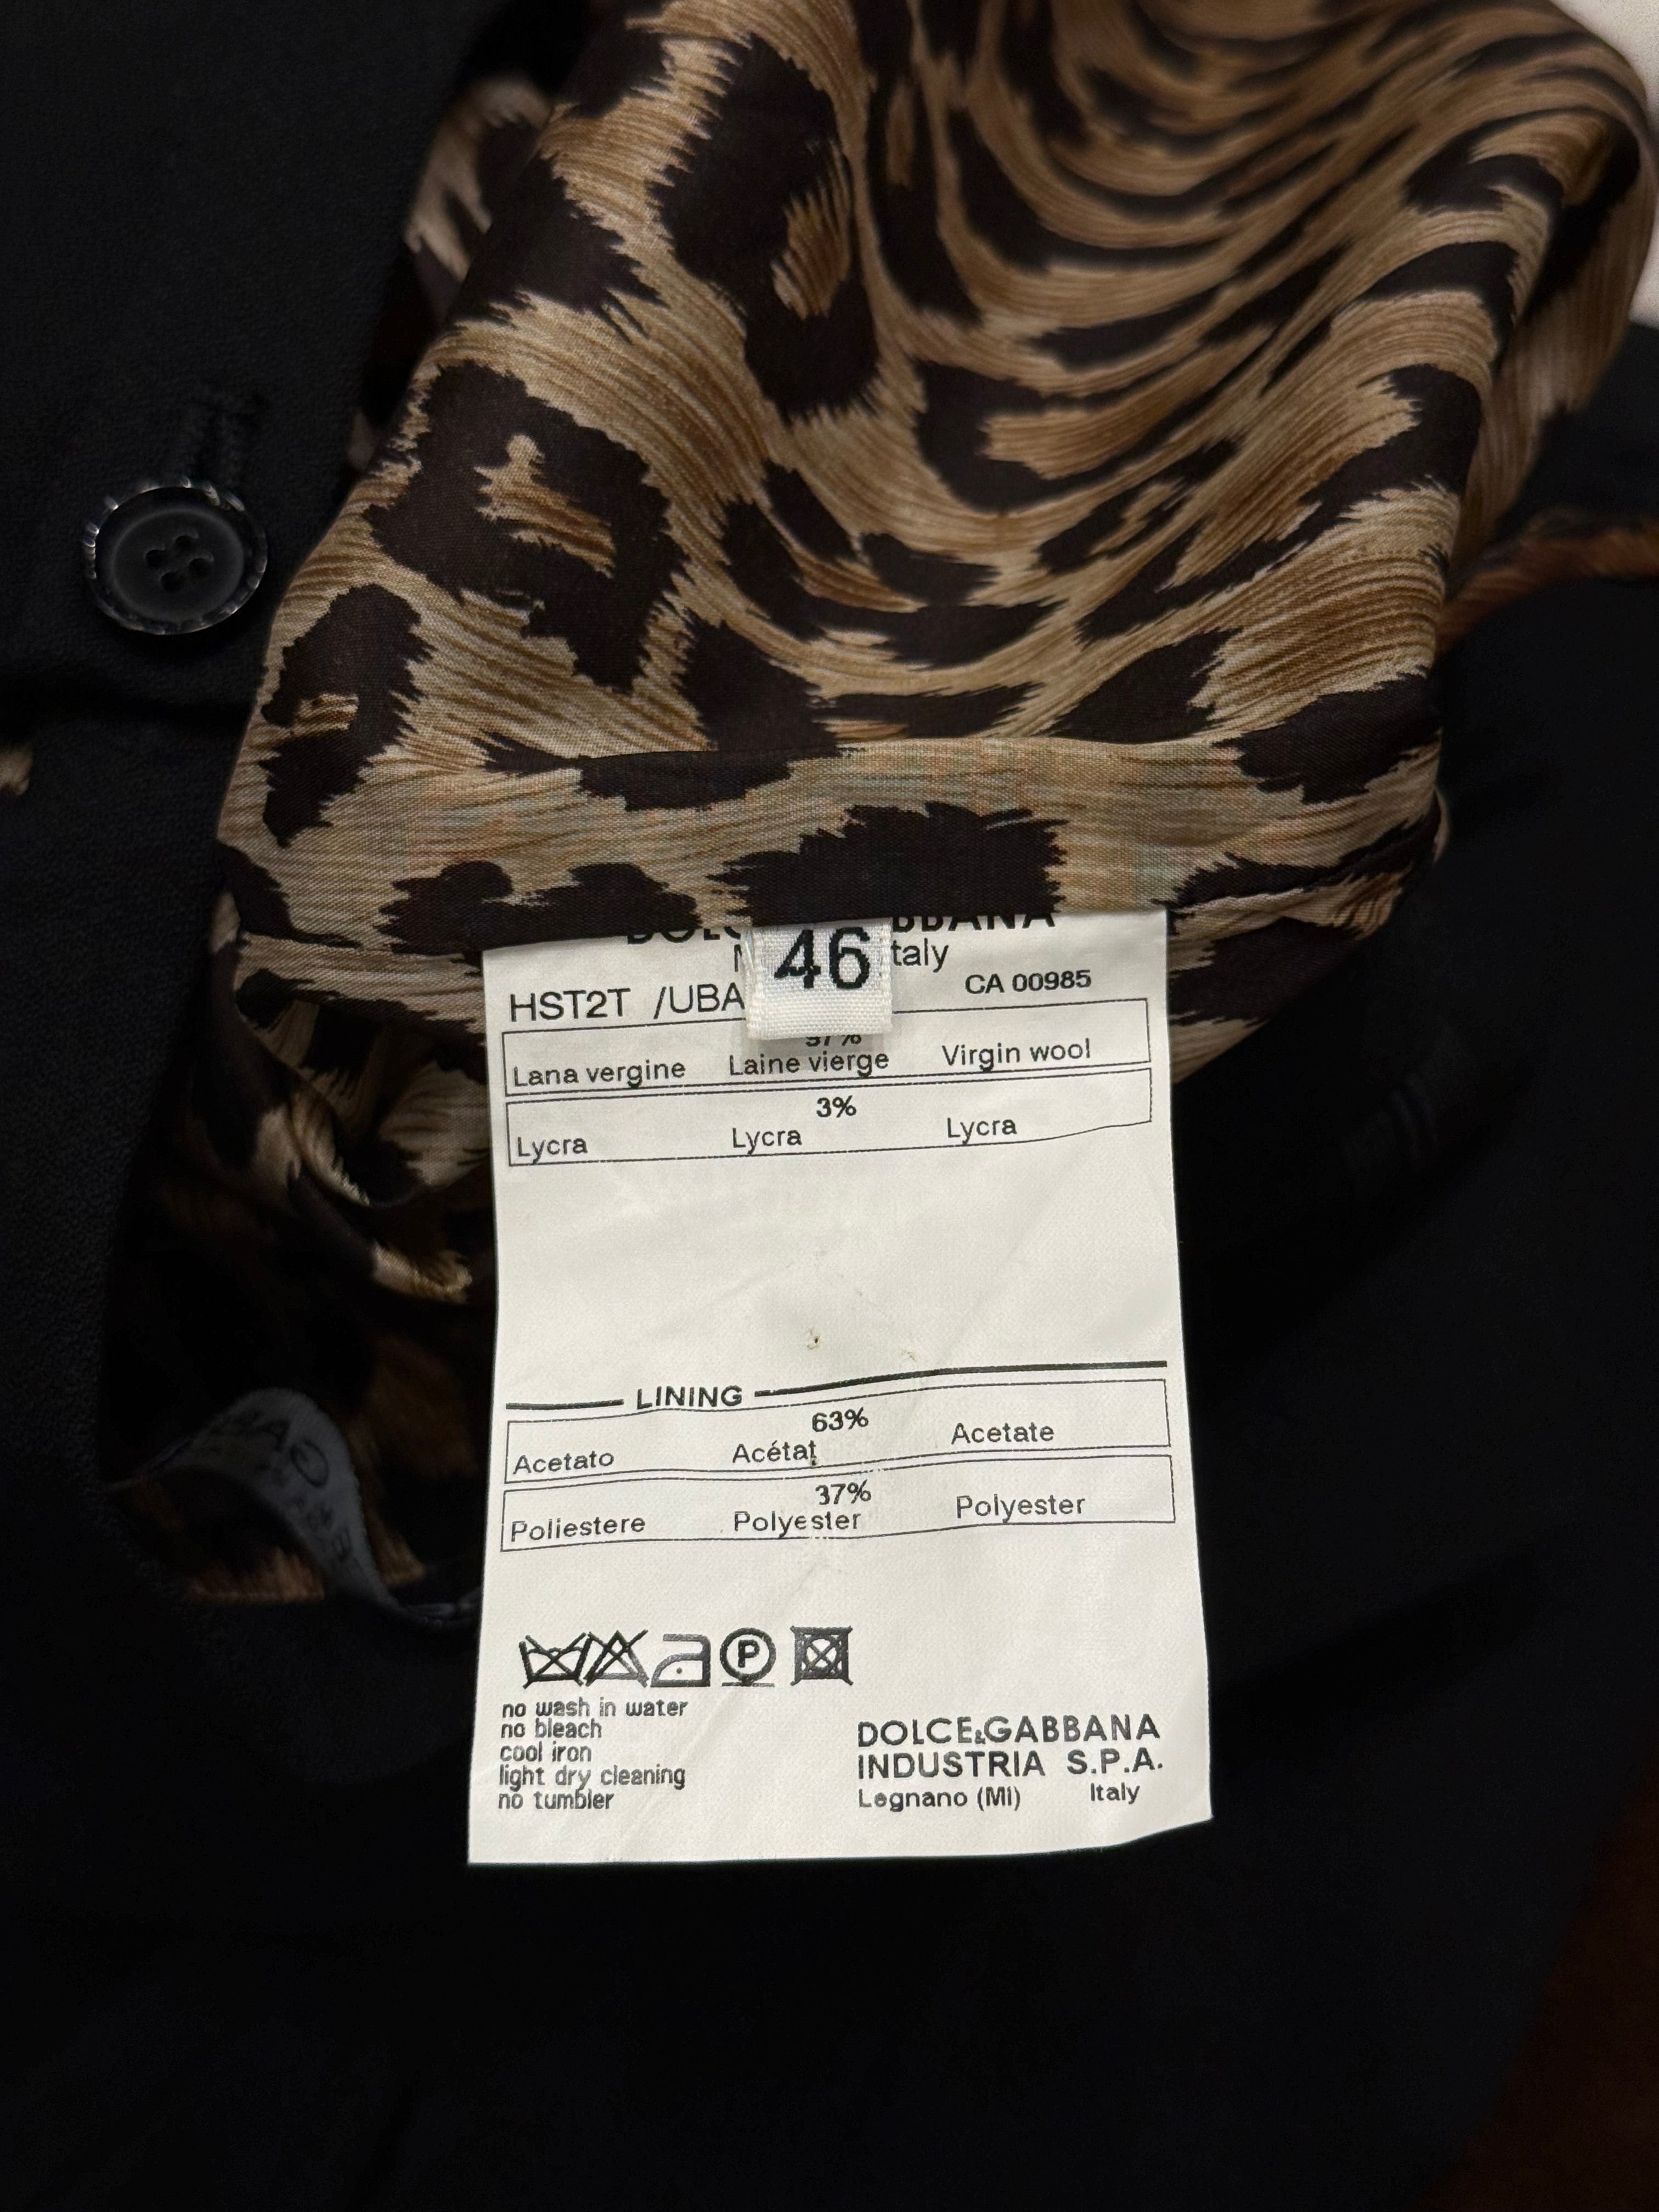 46
taly
HST2T /UBA
CA 00985
97%
Lana vergine Laine vierge Virgin wool
3%
Lycra Lycra Lycra
LINING
63%
Acetato Acétat Acetate
37%
Poliestere Polyester Polyester
P
no wash in water
no bleach
cool iron
light dry cleaning
no tumbler
DOLCE&GABBANA
INDUSTRIA S.P.A.
Legnano (MI) Italy